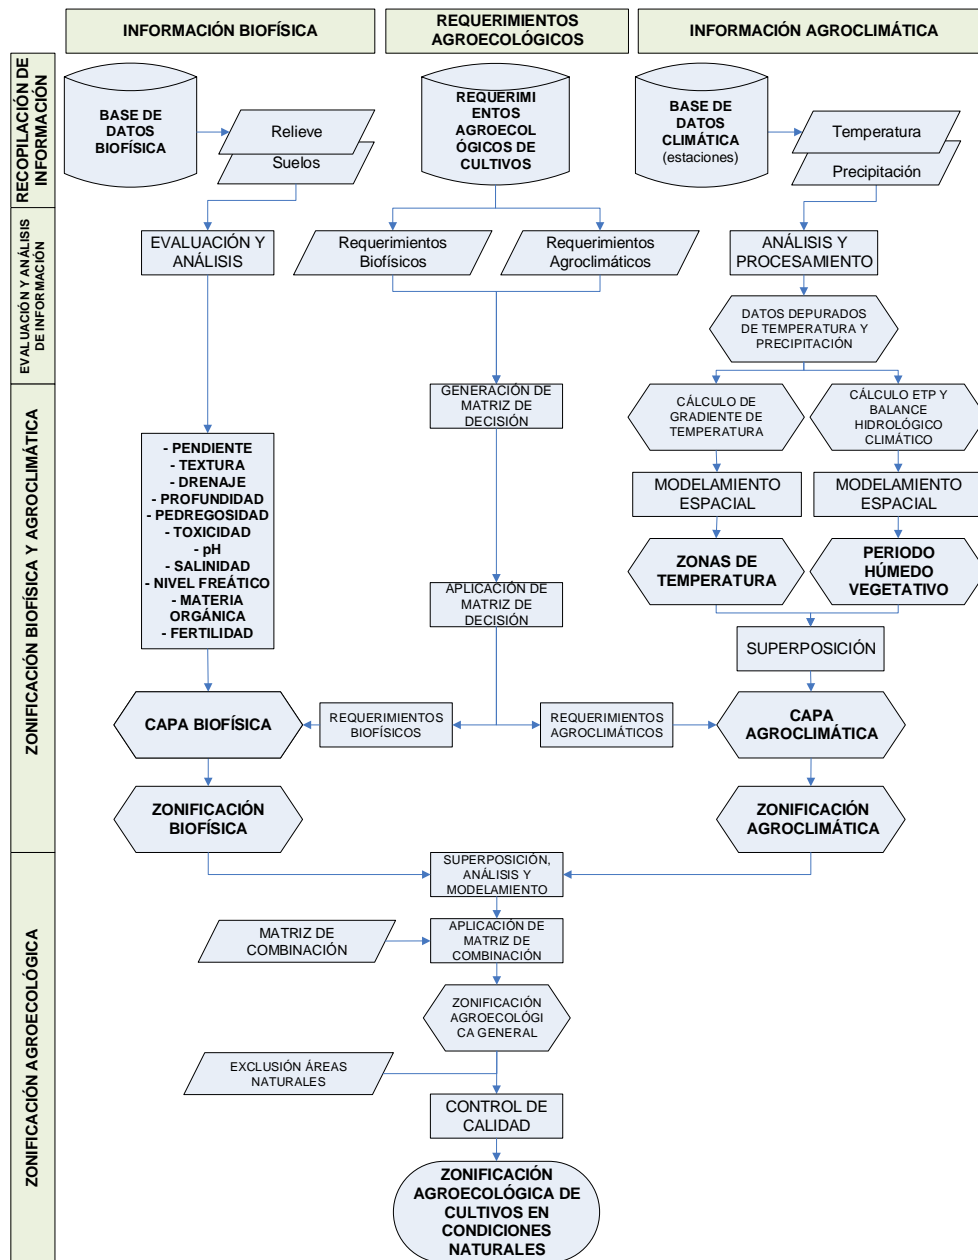 INFORMACIÓN BIOFÍSICA
REQUERIMIENTOS
AGROECOLÓGICOS
INFORMACIÓN AGROCLIMÁTICA
RECOPILACIÓN DE
INFORMACIÓN
BASE DE
DATOS
BIOFÍSICA
Relieve
Suelos
REQUERIMI
ENTOS
AGROECOL
ÓGICOS DE
CULTIVOS
BASE DE
DATOS
CLIMÁTICA
(estaciones)
Temperatura
Precipitación
EVALUACIÓN Y ANÁLISIS
DE INFORMACIÓN
EVALUACIÓN Y
ANÁLISIS
Requerimientos
Biofísicos
Requerimientos
Agroclimáticos
ANÁLISIS Y
PROCESAMIENTO
DATOS DEPURADOS
DE TEMPERATURA Y
PRECIPITACIÓN
ZONIFICACIÓN BIOFÍSICA Y AGROCLIMÁTICA
GENERACIÓN DE
MATRIZ DE
DECISIÓN
CÁLCULO DE
GRADIENTE DE
TEMPERATURA
CÁLCULO ETP Y
BALANCE
HIDROLÓGICO
CLIMÁTICO
- PENDIENTE
- TEXTURA
- DRENAJE
- PROFUNDIDAD
- PEDREGOSIDAD
- TOXICIDAD
- pH
- SALINIDAD
- NIVEL FREÁTICO
- MATERIA
ORGÁNICA
- FERTILIDAD
MODELAMIENTO
ESPACIAL
MODELAMIENTO
ESPACIAL
ZONAS DE
TEMPERATURA
PERIODO
HÚMEDO
VEGETATIVO
APLICACIÓN DE
MATRIZ DE
DECISIÓN
SUPERPOSICIÓN
CAPA BIOFÍSICA
REQUERIMIENTOS
BIOFÍSICOS
REQUERIMIENTOS
AGROCLIMÁTICOS
CAPA
AGROCLIMÁTICA
ZONIFICACIÓN
BIOFÍSICA
ZONIFICACIÓN
AGROCLIMÁTICA
ZONIFICACIÓN AGROECOLÓGICA
SUPERPOSICIÓN,
ANÁLISIS Y
MODELAMIENTO
MATRIZ DE
COMBINACIÓN
APLICACIÓN DE
MATRIZ DE
COMBINACIÓN
ZONIFICACIÓN
AGROECOLÓGI
CA GENERAL
EXCLUSIÓN ÁREAS
NATURALES
CONTROL DE
CALIDAD
ZONIFICACIÓN
AGROECOLÓGICA DE
CULTIVOS EN
CONDICIONES
NATURALES